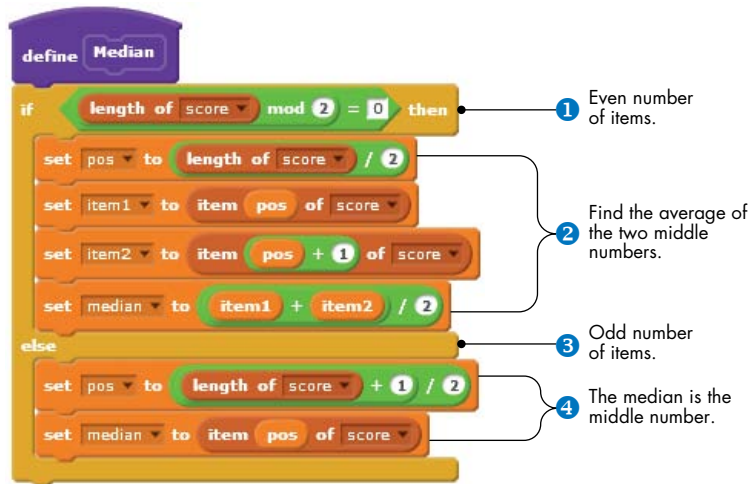 define Median
if length of score mod 2 = 0 then
1 Even number
of items.
set pos to length of score / 2
set item1 to item pos of score
set item2 to item pos + 1 of score
set median to item1 + item2 / 2
2 Find the average of
the two middle
numbers.
else
3 Odd number
of items.
set pos to length of score + 1 / 2
set median to item pos of score
4 The median is the
middle number.